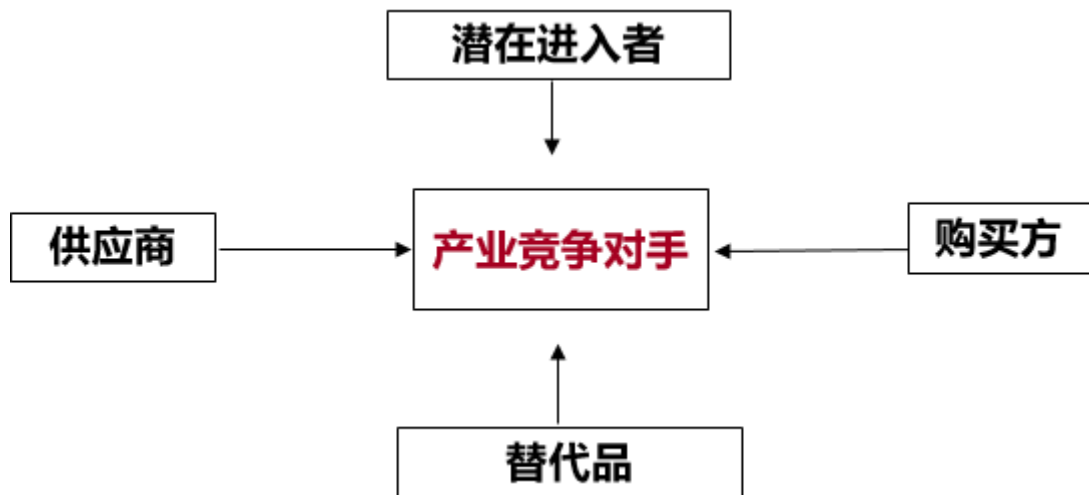 潜在进入者
供应商
产业竞争对手
购买方
替代品